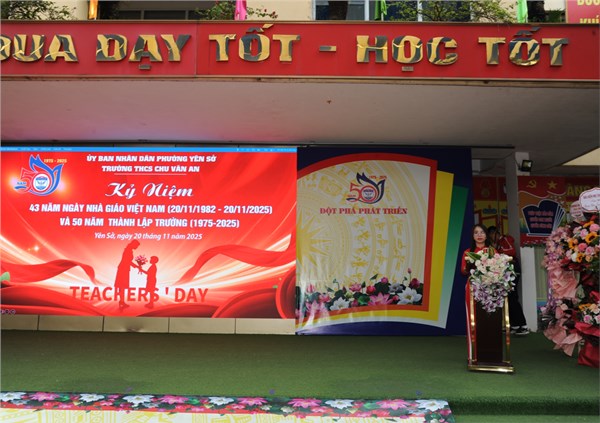 ĐUA DẠY TỐT - HỌC TỐT
1975 - 2025
50
NĂM
ỦY BAN NHÂN DÂN PHƯỜNG YÊN SỞ
TRƯỜNG THCS CHU VĂN AN
Kỷ Niệm
43 NĂM NGÀY NHÀ GIÁO VIỆT NAM (20/11/1982 - 20/11/2025)
VÀ 50 NĂM THÀNH LẬP TRƯỜNG (1975-2025)
Yên Sở, ngày 20 tháng 11 năm 2025
TEACHERS' DAY
50
ĐỘT PHÁ PHÁT TRIỂN